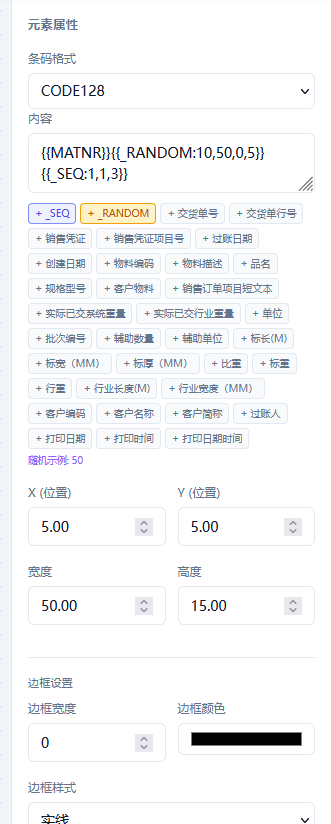 元素属性
条码格式
CODE128
内容
{{MATNR}}{{_RANDOM:10,50,0,5}}
{{_SEQ:1,1,3}}
+ _SEQ + _RANDOM + 交货单号 + 交货单行号
+ 销售凭证 + 销售凭证项目号 + 过账日期
+ 创建日期 + 物料编码 + 物料描述 + 品名
+ 规格型号 + 客户物料 + 销售订单项目短文本
+ 实际已交系统重量 + 实际已交行业重量 + 单位
+ 批次编号 + 辅助数量 + 辅助单位 + 标长(M)
+ 标宽（MM） + 标厚（MM） + 比重 + 标重
+ 行重 + 行业长度(M) + 行业宽度（MM）
+ 客户编码 + 客户名称 + 客户简称 + 过账人
+ 打印日期 + 打印时间 + 打印日期时间
随机示例: 50
X (位置) Y (位置)
5.00 5.00
宽度 高度
50.00 15.00
边框设置
边框宽度 边框颜色
0
边框样式
实线